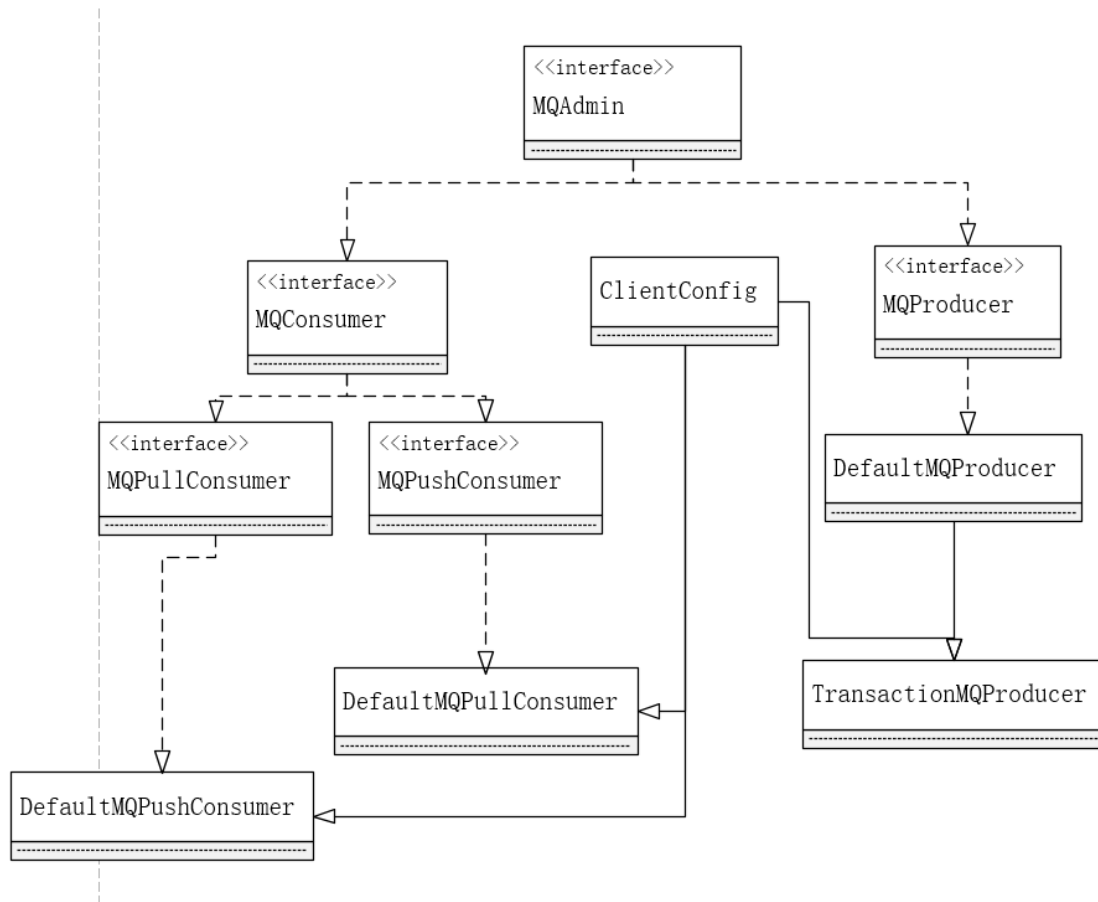 <<interface>>
MQAdmin
<<interface>>
MQConsumer
ClientConfig
<<interface>>
MQProducer
<<interface>>
MQPullConsumer
<<interface>>
MQPushConsumer
DefaultMQProducer
DefaultMQPullConsumer
TransactionMQProducer
DefaultMQPushConsumer